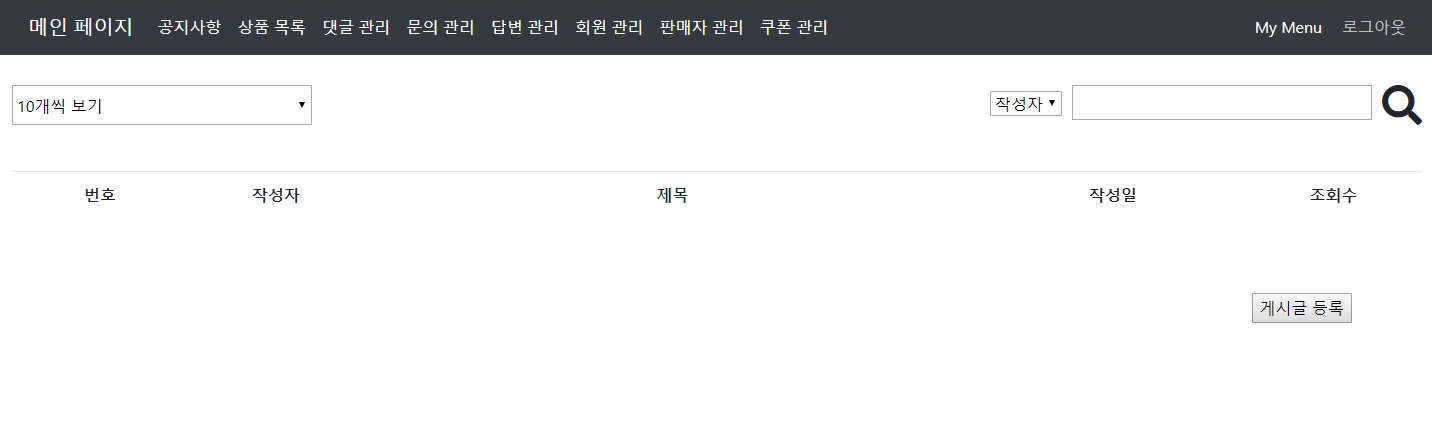 메인 페이지 공지사항 상품 목록 댓글 관리 문의 관리 답변 관리 회원 관리 판매자 관리 쿠폰 관리 My Menu 로그아웃
10개씩 보기 작성자
번호 작성자 제목 작성일 조회수
게시글 등록